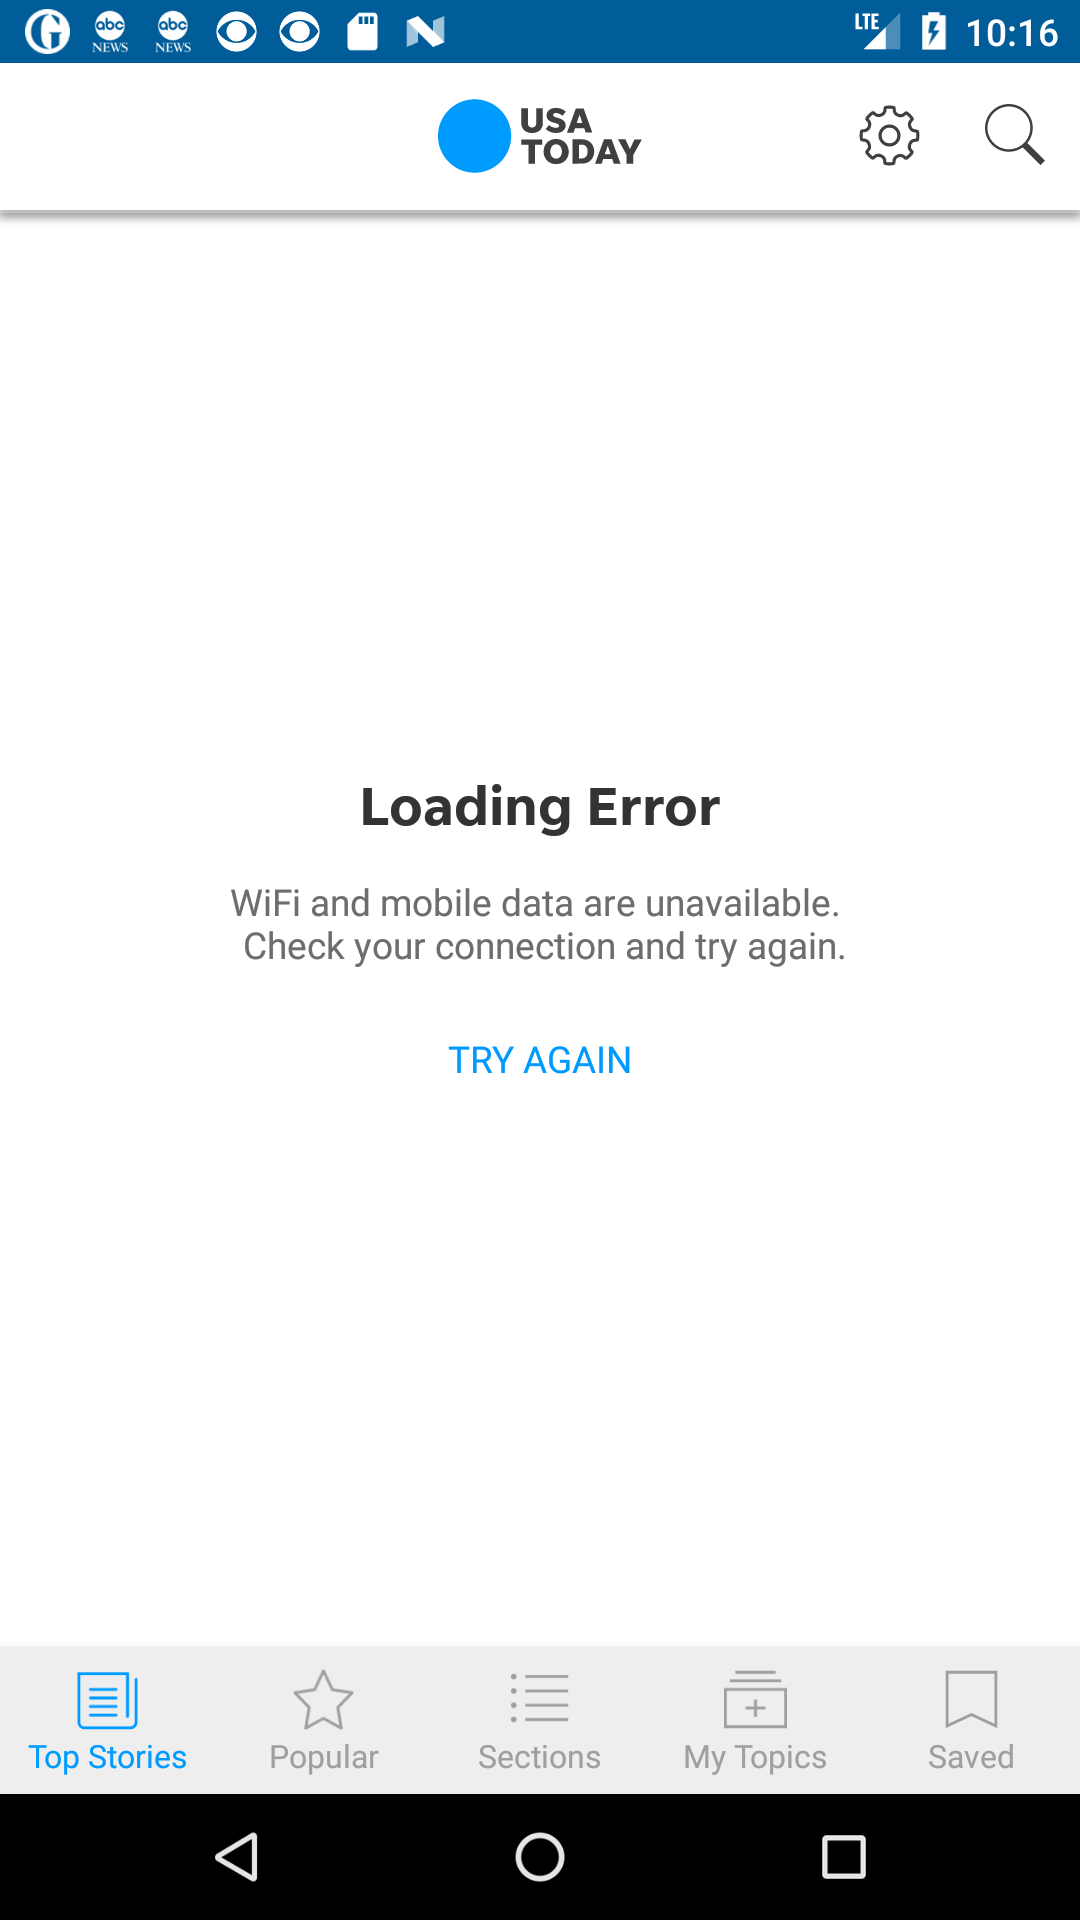 abc NEWS abc NEWS LTE 10:16
USA
TODAY
Loading Error
WiFi and mobile data are unavailable.
Check your connection and try again.
TRY AGAIN
Top Stories Popular Sections My Topics Saved